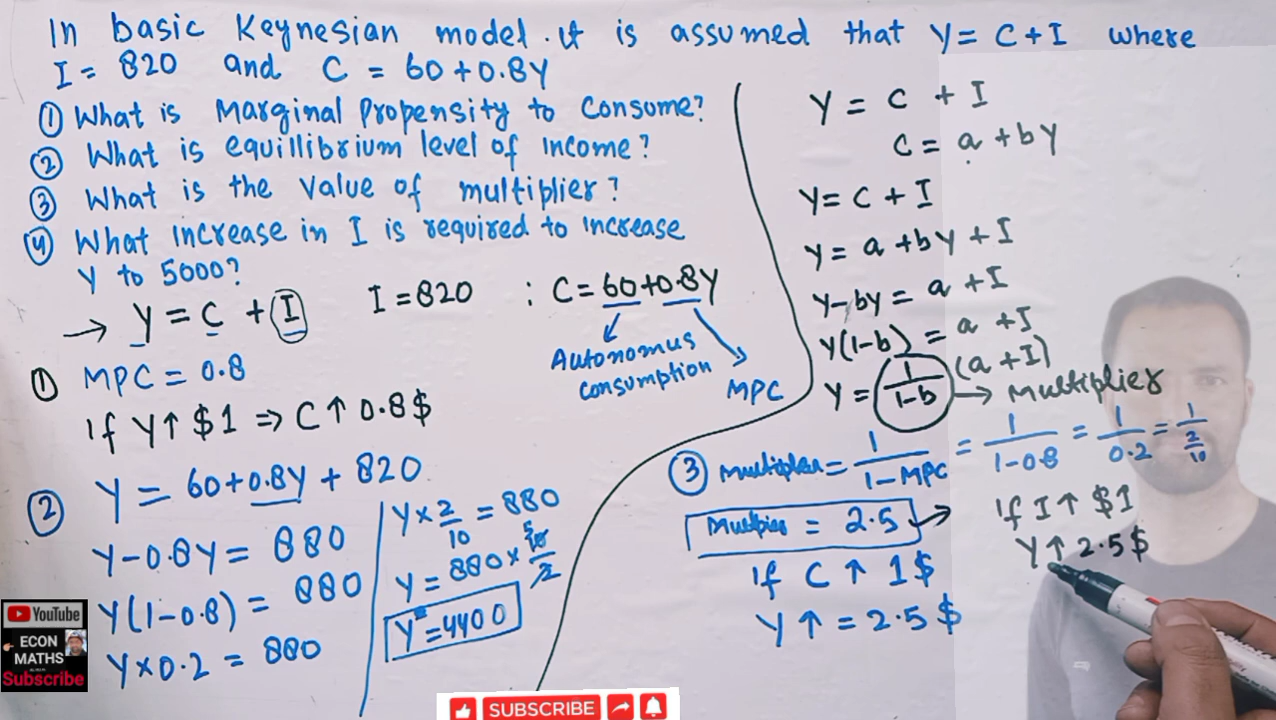 In basic Keynesian model. it is assumed that Y = C + I where
I = 820 and C = 60 + 0.8Y
① What is Marginal Propensity to Consume?
② What is equillibrium level of income?
③ What is the value of multiplier?
④ What increase in I is required to increase
Y to 5000?
→ Y = C + I I = 820 : C = 60 + 0.8Y
Autonomus
consumption
MPC
① MPC = 0.8
If Y↑ $1 ⇒ C↑ 0.8$
② Y = 60 + 0.8Y + 820
Y - 0.8Y = 880
Y(1 - 0.8) = 880
Y × 0.2 = 880
Y × 2/10 = 880
Y = 880 × 10/2
5
Y = 4400
Y = C + I
C = a + bY
Y = C + I
Y = a + bY + I
Y - bY = a + I
Y(1 - b) = a + I
Y = 1/1-b (a + I)
→ Multiplier
③ Multiplier = 1/1-MPC = 1/1-0.8 = 1/0.2 = 1/2/10
= 2.5 →
If C ↑ 1$
Y ↑ = 2.5$
If I ↑ $1
Y ↑ 2.5$
YouTube
ECON
MATHS
Subscribe
SUBSCRIBE